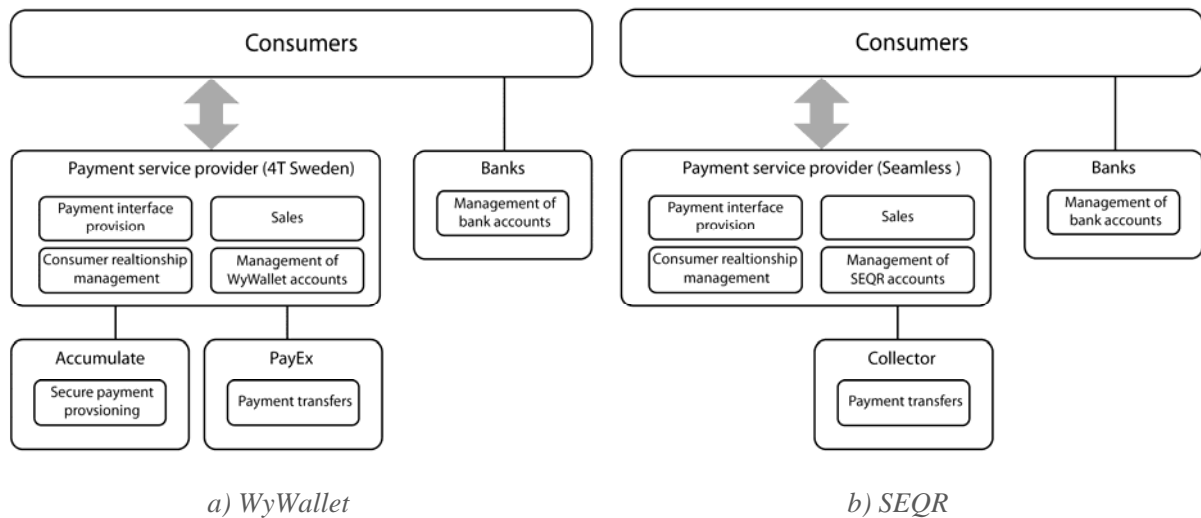 Consumers
Payment service provider (4T Sweden)
Payment interface
provision
Sales
Consumer realtionship
management
Management of
WyWallet accounts
Banks
Management of
bank accounts
Accumulate
Secure payment
provsioning
PayEx
Payment transfers
a) WyWallet
Consumers
Payment service provider (Seamless )
Payment interface
provision
Sales
Consumer realtionship
management
Management of
SEQR accounts
Banks
Management of
bank accounts
Collector
Payment transfers
b) SEQR